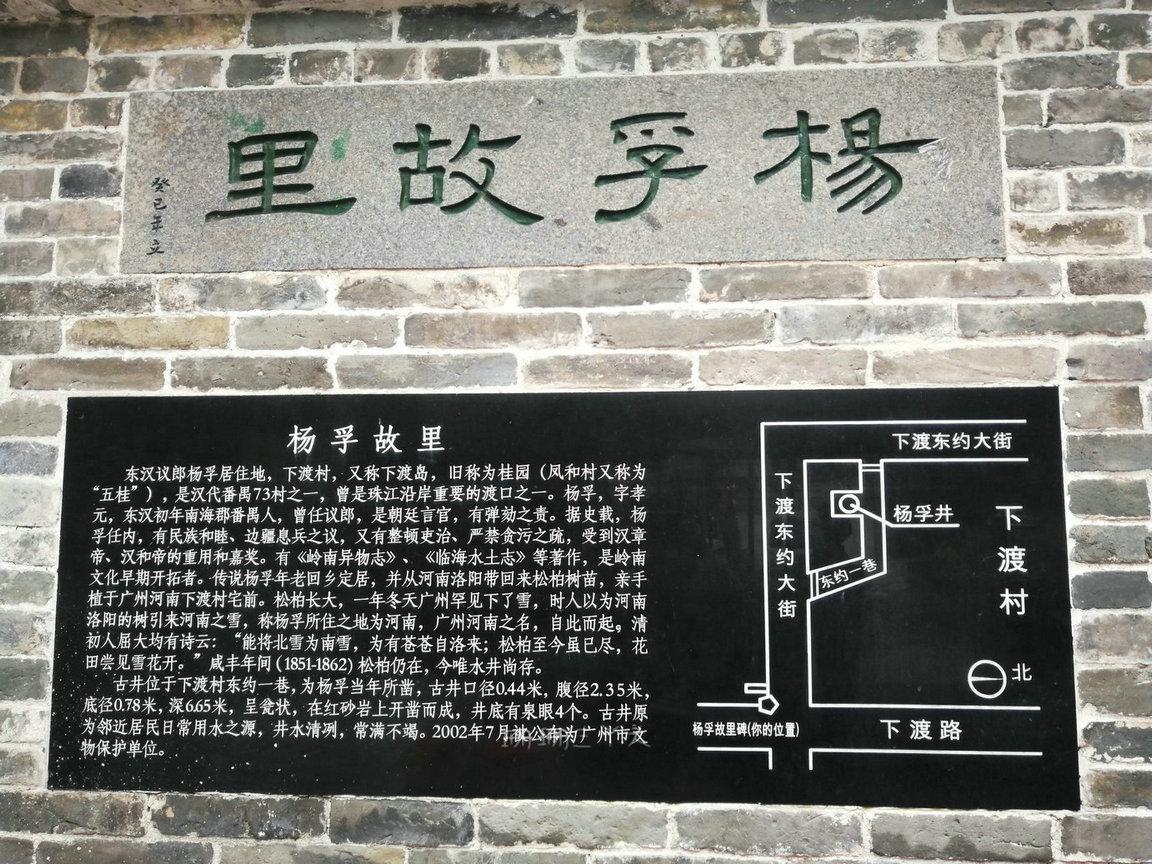 楊孚故里
癸巳年立
杨孚故里
东汉议郎杨孚居住地，下渡村，又称下渡岛，旧称为桂园（凤和村又称为
“五桂”），是汉代番禺73村之一，曾是珠江沿岸重要的渡口之一。杨孚，字孝
元，东汉初年南海郡番禺人，曾任议郎，是朝廷言官，有弹劾之责。据史载，杨
孚任内，有民族和睦、边疆息兵之议，又有整顿吏治、严禁贪污之疏，受到汉章
帝、汉和帝的重用和嘉奖。有《岭南异物志》、《临海水土志》等著作，是岭南
文化早期开拓者。传说杨孚年老回乡定居，并从河南洛阳带回来松柏树苗，亲手
植于广州河南下渡村宅前。松柏长大，一年冬天广州罕见下了雪，时人以为河南
洛阳的树引来河南之雪，称杨孚所住之地为河南，广州河南之名，自此而起。清
初人屈大均有诗云：“能将北雪为南雪，为有苍苍自洛来；松柏至今虽已尽，花
田尝见雪花开。”咸丰年间(1851-1862)松柏仍在，今唯水井尚存。
古井位于下渡村东约一巷，为杨孚当年所凿，古井口径0.44米，腹径2.35米，
底径0.78米，深6.65米，呈瓮状，在红砂岩上开凿而成，井底有泉眼4个。古井原
为邻近居民日常用水之源，井水清冽，常满不竭。2002年7月被公布为广州市文
物保护单位。
下渡东约大街
下渡东约大街
杨孚井
东约一巷
下渡村
北
杨孚故里碑(你的位置)
下渡路